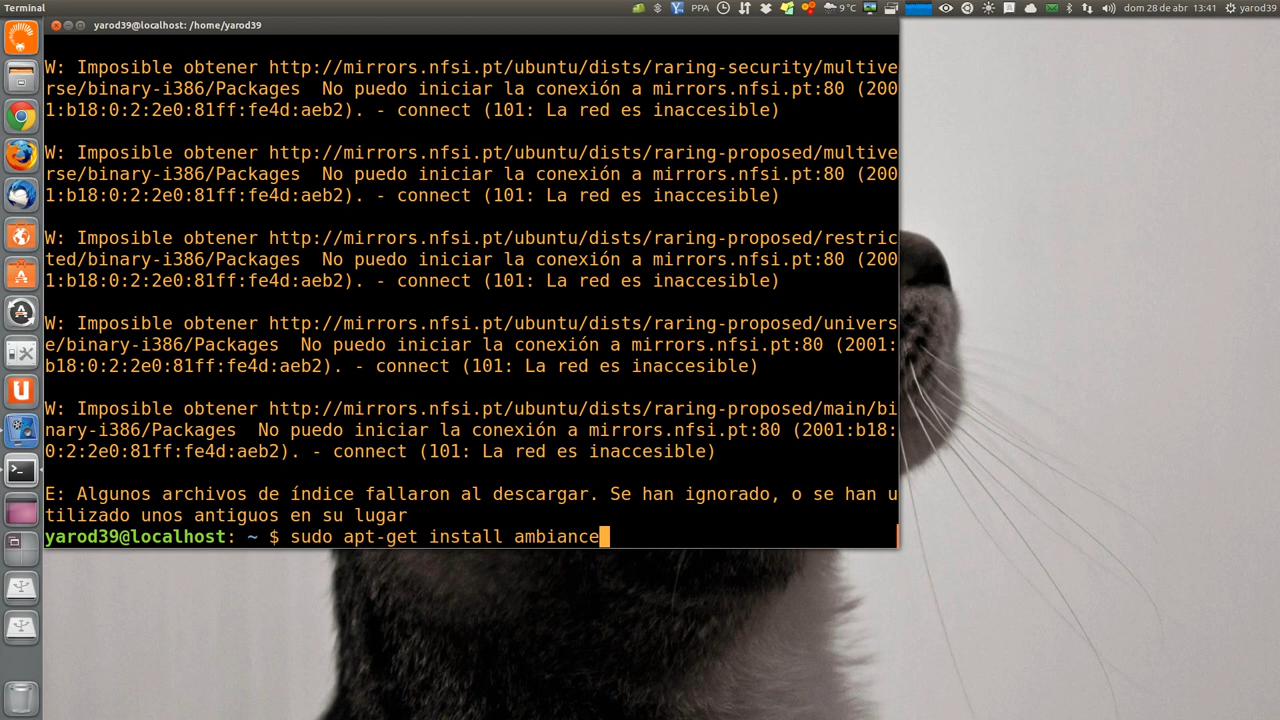 Terminal
PPA
9°C
dom 28 de abr 13:41
yarod39
yarod39@localhost: /home/yarod39
W: Imposible obtener http://mirrors.nfsi.pt/ubuntu/dists/raring-security/multive
rse/binary-i386/Packages  No puedo iniciar la conexión a mirrors.nfsi.pt:80 (200
1:b18:0:2:2e0:81ff:fe4d:aeb2). - connect (101: La red es inaccesible)
W: Imposible obtener http://mirrors.nfsi.pt/ubuntu/dists/raring-proposed/multive
rse/binary-i386/Packages  No puedo iniciar la conexión a mirrors.nfsi.pt:80 (200
1:b18:0:2:2e0:81ff:fe4d:aeb2). - connect (101: La red es inaccesible)
W: Imposible obtener http://mirrors.nfsi.pt/ubuntu/dists/raring-proposed/restric
ted/binary-i386/Packages  No puedo iniciar la conexión a mirrors.nfsi.pt:80 (200
1:b18:0:2:2e0:81ff:fe4d:aeb2). - connect (101: La red es inaccesible)
W: Imposible obtener http://mirrors.nfsi.pt/ubuntu/dists/raring-proposed/univers
e/binary-i386/Packages  No puedo iniciar la conexión a mirrors.nfsi.pt:80 (2001:
b18:0:2:2e0:81ff:fe4d:aeb2). - connect (101: La red es inaccesible)
W: Imposible obtener http://mirrors.nfsi.pt/ubuntu/dists/raring-proposed/main/bi
nary-i386/Packages  No puedo iniciar la conexión a mirrors.nfsi.pt:80 (2001:b18:
0:2:2e0:81ff:fe4d:aeb2). - connect (101: La red es inaccesible)
E: Algunos archivos de índice fallaron al descargar. Se han ignorado, o se han u
tilizado unos antiguos en su lugar
yarod39@localhost: ~ $ sudo apt-get install ambiance